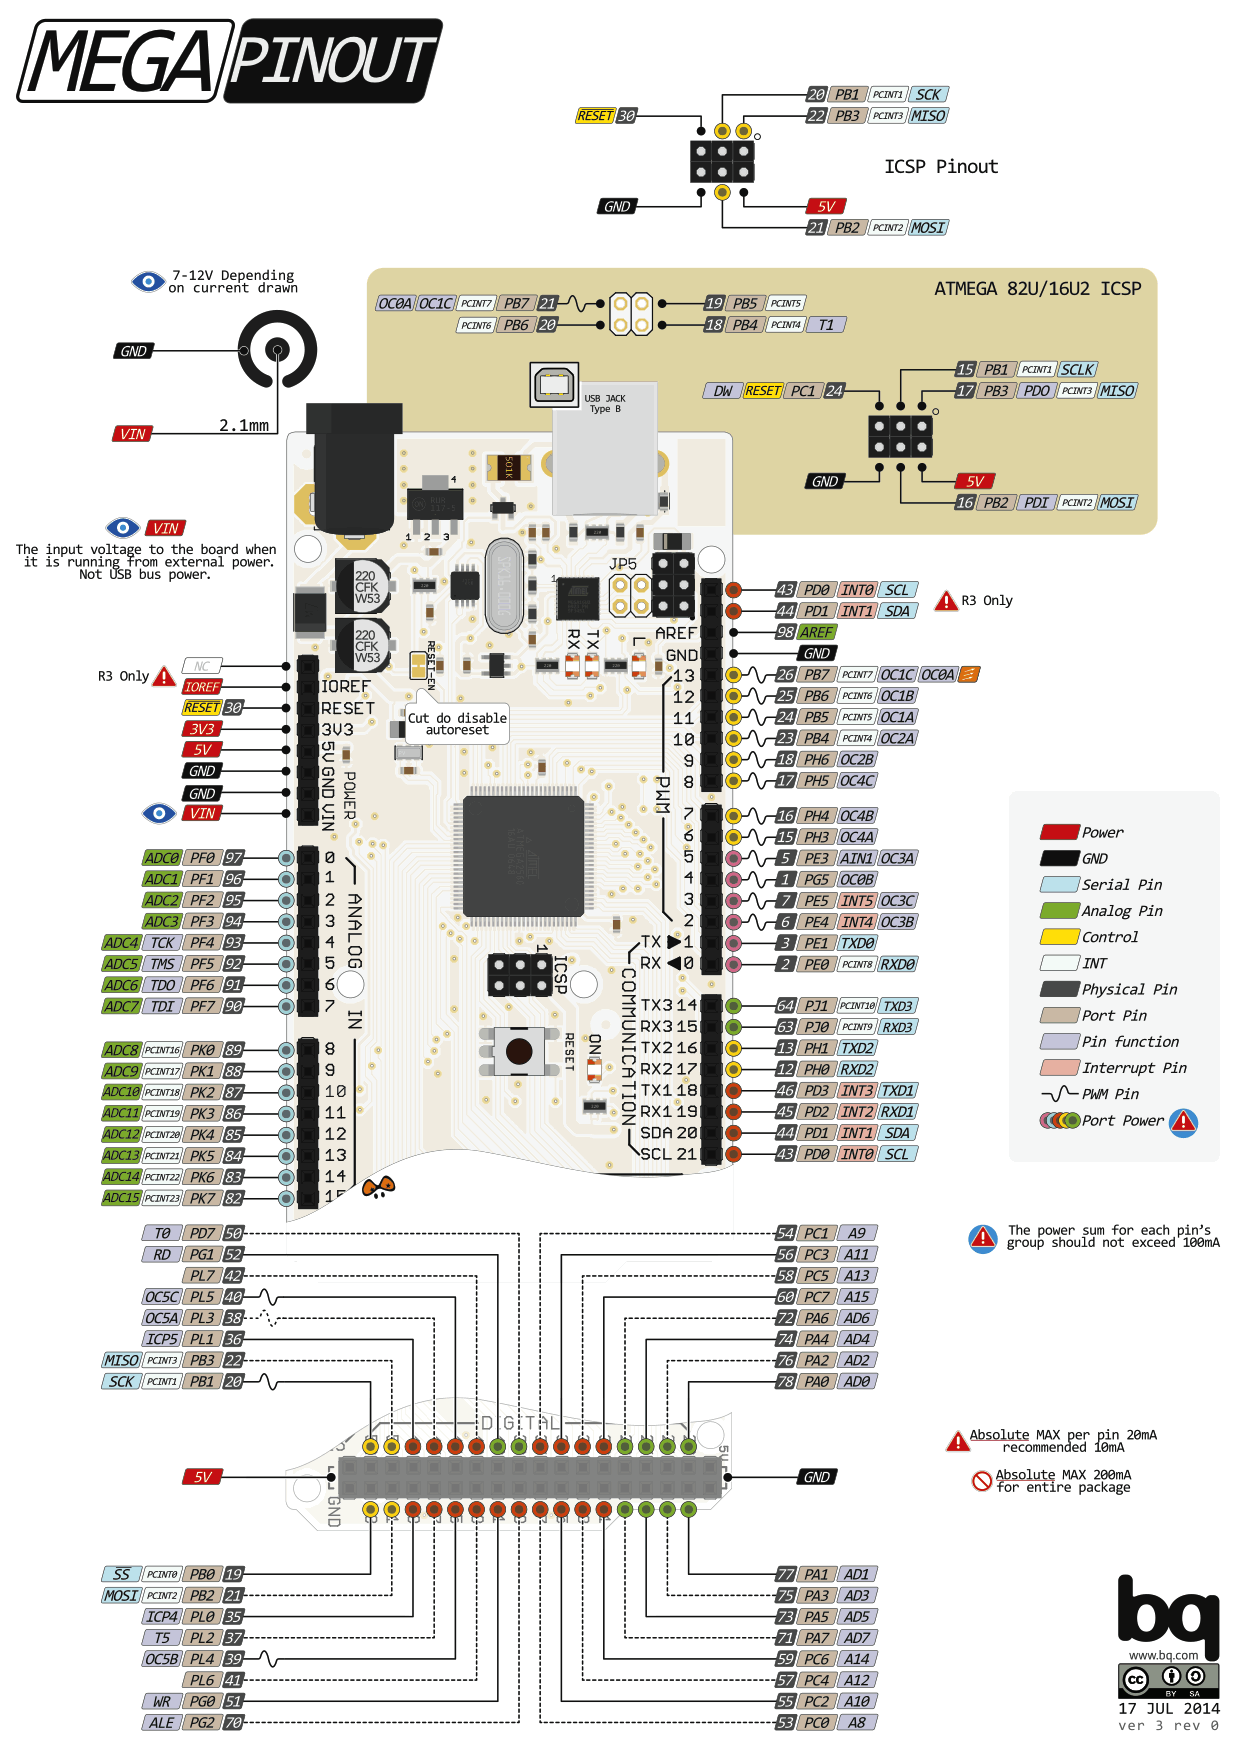 MEGA PINOUT
20 PB1 PCINT1 SCK
RESET 30
22 PB3 PCINT3 MISO
ICSP Pinout
GND
5V
21 PB2 PCINT2 MOSI
7-12V Depending
on current drawn
ATMEGA 82U/16U2 ICSP
OC0A OC1C PCINT7 PB7 21
19 PB5 PCINT5
PCINT6 PB6 20
18 PB4 PCINT4 T1
GND
15 PB1 PCINT1 SCLK
DW RESET PC1 24
17 PB3 PDO PCINT3 MISO
USB JACK
Type B
2.1mm
VIN
GND
5V
16 PB2 PDI PCINT2 MOSI
VIN
The input voltage to the board when
it is running from external power.
Not USB bus power.
501K
4
1 2 3
220
CFK
W53
220
CFK
W53
JP5
1
RX
TX
L
RESET-EN
Cut do disable
autoreset
43 PD0 INT0 SCL
44 PD1 INT1 SDA
R3 Only
AREF 98 AREF
GND GND
13 26 PB7 PCINT7 OC1C OC0A
12 25 PB6 PCINT6 OC1B
11 24 PB5 PCINT5 OC1A
10 23 PB4 PCINT4 OC2A
9 18 PH6 OC2B
8 17 PH5 OC4C
PWM
7 16 PH4 OC4B
6 15 PH3 OC4A
5 5 PE3 AIN1 OC3A
4 1 PG5 OC0B
3 7 PE5 INT5 OC3C
2 6 PE4 INT4 OC3B
TX 1 3 PE1 TXD0
RX 0 2 PE0 PCINT8 RXD0
COMMUNICATION
TX3 14 64 PJ1 PCINT10 TXD3
RX3 15 63 PJ0 PCINT9 RXD3
TX2 16 13 PH1 TXD2
RX2 17 12 PH0 RXD2
TX1 18 46 PD3 INT3 TXD1
RX1 19 45 PD2 INT2 RXD1
SDA 20 44 PD1 INT1 SDA
SCL 21 43 PD0 INT0 SCL
R3 Only
NC
IOREF IOREF
RESET 30 RESET
3V3 3V3
5V 5V
GND GND
GND GND
VIN VIN
POWER
ADC0 PF0 97 0
ADC1 PF1 96 1
ADC2 PF2 95 2
ADC3 PF3 94 3
ADC4 TCK PF4 93 4
ADC5 TMS PF5 92 5
ADC6 TDO PF6 91 6
ADC7 TDI PF7 90 7
ANALOG IN
ADC8 PCINT16 PK0 89 8
ADC9 PCINT17 PK1 88 9
ADC10 PCINT18 PK2 87 10
ADC11 PCINT19 PK3 86 11
ADC12 PCINT20 PK4 85 12
ADC13 PCINT21 PK5 84 13
ADC14 PCINT22 PK6 83 14
ADC15 PCINT23 PK7 82 15
1
ICSP
RESET
ON
Power
GND
Serial Pin
Analog Pin
Control
INT
Physical Pin
Port Pin
Pin function
Interrupt Pin
PWM Pin
Port Power
The power sum for each pin's
group should not exceed 100mA
T0 PD7 50
RD PG1 52
PL7 42
OC5C PL5 40
OC5A PL3 38
ICP5 PL1 36
MISO PCINT3 PB3 22
SCK PCINT1 PB1 20
54 PC1 A9
56 PC3 A11
58 PC5 A13
60 PC7 A15
72 PA6 AD6
74 PA4 AD4
76 PA2 AD2
78 PA0 AD0
DIGITAL
5V
GND
GND
5V
Absolute MAX per pin 20mA
recommended 10mA
Absolute MAX 200mA
for entire package
SS PCINT0 PB0 19
MOSI PCINT2 PB2 21
ICP4 PL0 35
T5 PL2 37
OC5B PL4 39
PL6 41
WR PG0 51
ALE PG2 70
77 PA1 AD1
75 PA3 AD3
73 PA5 AD5
71 PA7 AD7
59 PC6 A14
57 PC4 A12
55 PC2 A10
53 PC0 A8
bq
www.bq.com
cc BY SA
17 JUL 2014
ver 3 rev 0